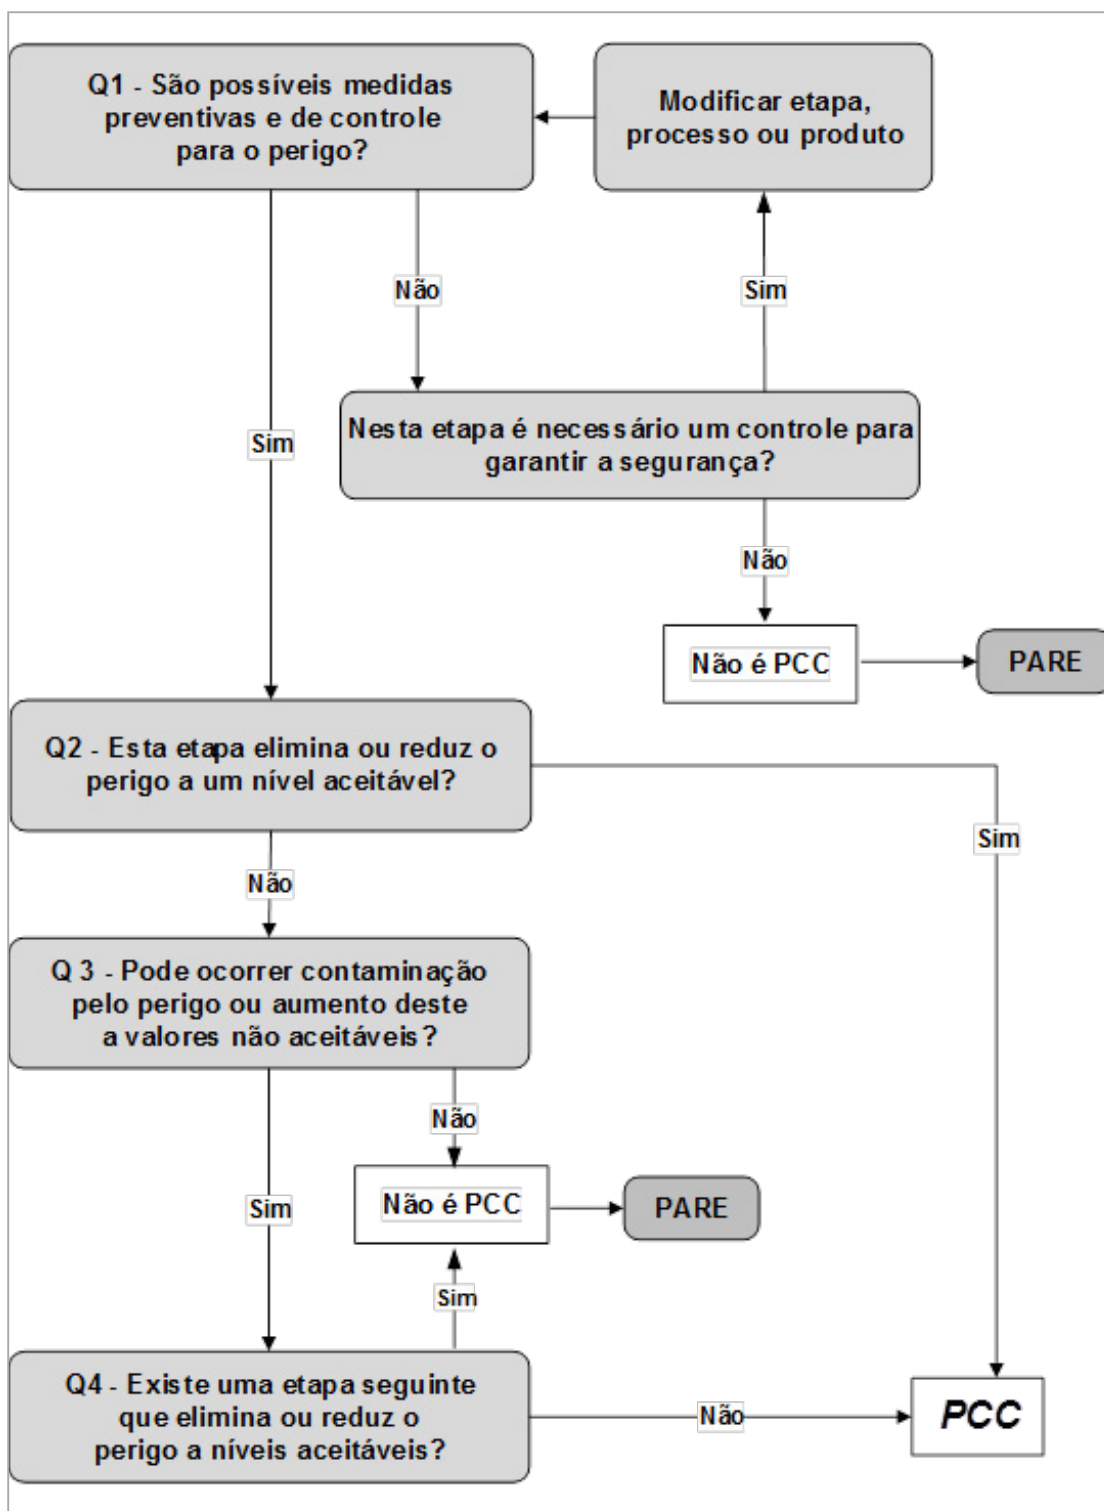 Q1 - São possíveis medidas
preventivas e de controle
para o perigo?
Modificar etapa,
processo ou produto
Não
Sim
Nesta etapa é necessário um controle para
garantir a segurança?
Sim
Não
Não é PCC
PARE
Q2 - Esta etapa elimina ou reduz o
perigo a um nível aceitável?
Sim
Não
Q 3 - Pode ocorrer contaminação
pelo perigo ou aumento deste
a valores não aceitáveis?
Não
Sim
Não é PCC
PARE
Sim
Q4 - Existe uma etapa seguinte
que elimina ou reduz o
perigo a níveis aceitáveis?
Não
PCC